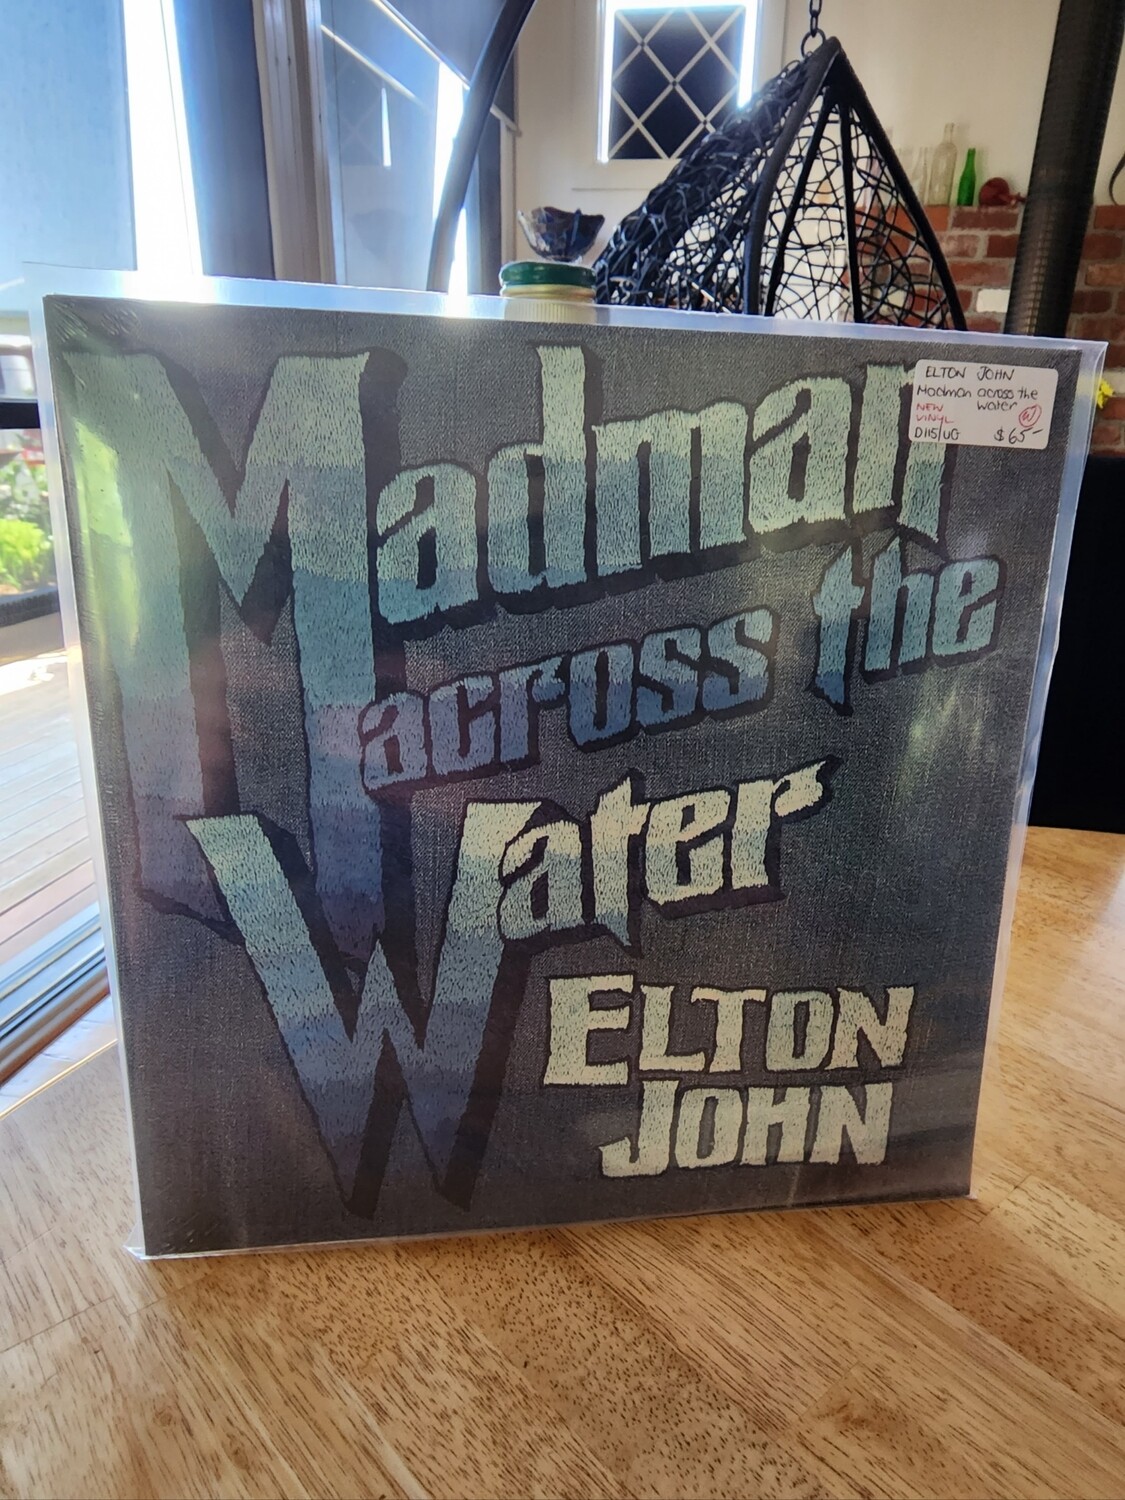 Madman
across the
Water
ELTON
JOHN
ELTON JOHN
Madman across the
water
NEW
VINYL
D115/UG $65-